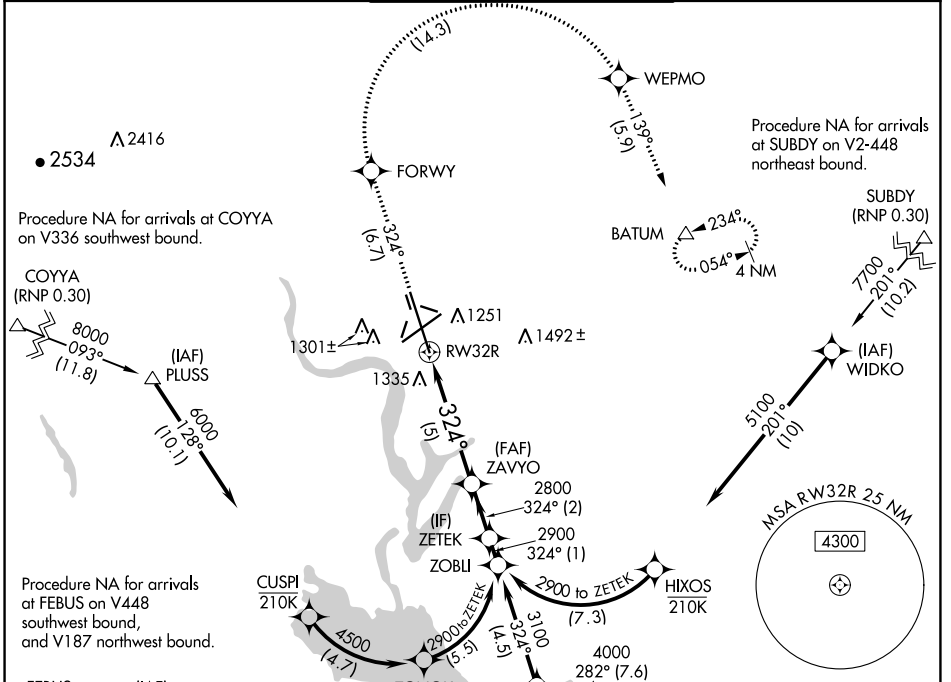 (14.3)
WEPMO
139°
(5.9)
2416
2534
Procedure NA for arrivals
at SUBDY on V2-448
northeast bound.
FORWY
SUBDY
(RNP 0.30)
Procedure NA for arrivals at COYYA
on V336 southwest bound.
324°
(6.7)
BATUM
234°
054°
4 NM
7700
201°
(10.2)
COYYA
(RNP 0.30)
8000
093°
(11.8)
1251
1301±
1492±
RW32R
(IAF)
PLUSS
(IAF)
WIDKO
1335
6000
128°
(10.1)
324°
(5)
5100
201°
(10)
(FAF)
ZAVYO
2800
324° (2)
MSA RW32R 25 NM
4300
(IF)
ZETEK
2900
324° (1)
ZOBLI
Procedure NA for arrivals
at FEBUS on V448
southwest bound,
and V187 northwest bound.
CUSPI
210K
2900 to ZETEK
(7.3)
HIXOS
210K
4500
(4.7)
2900 to ZETEK
(5.5)
3100
324°
(4.5)
4000
282° (7.6)